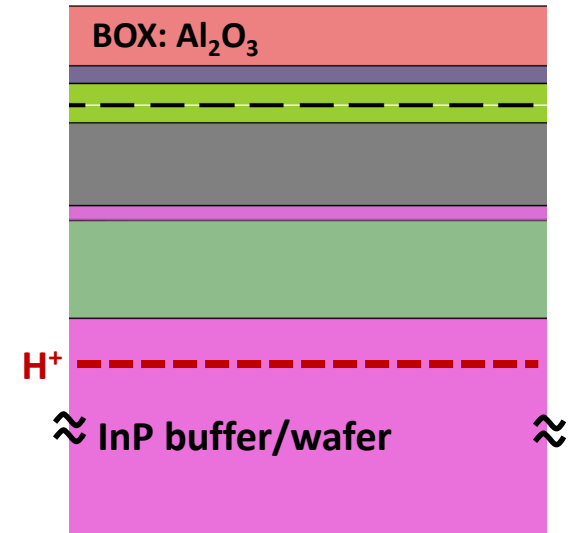 BOX: Al₂O₃
H⁺
InP buffer/wafer